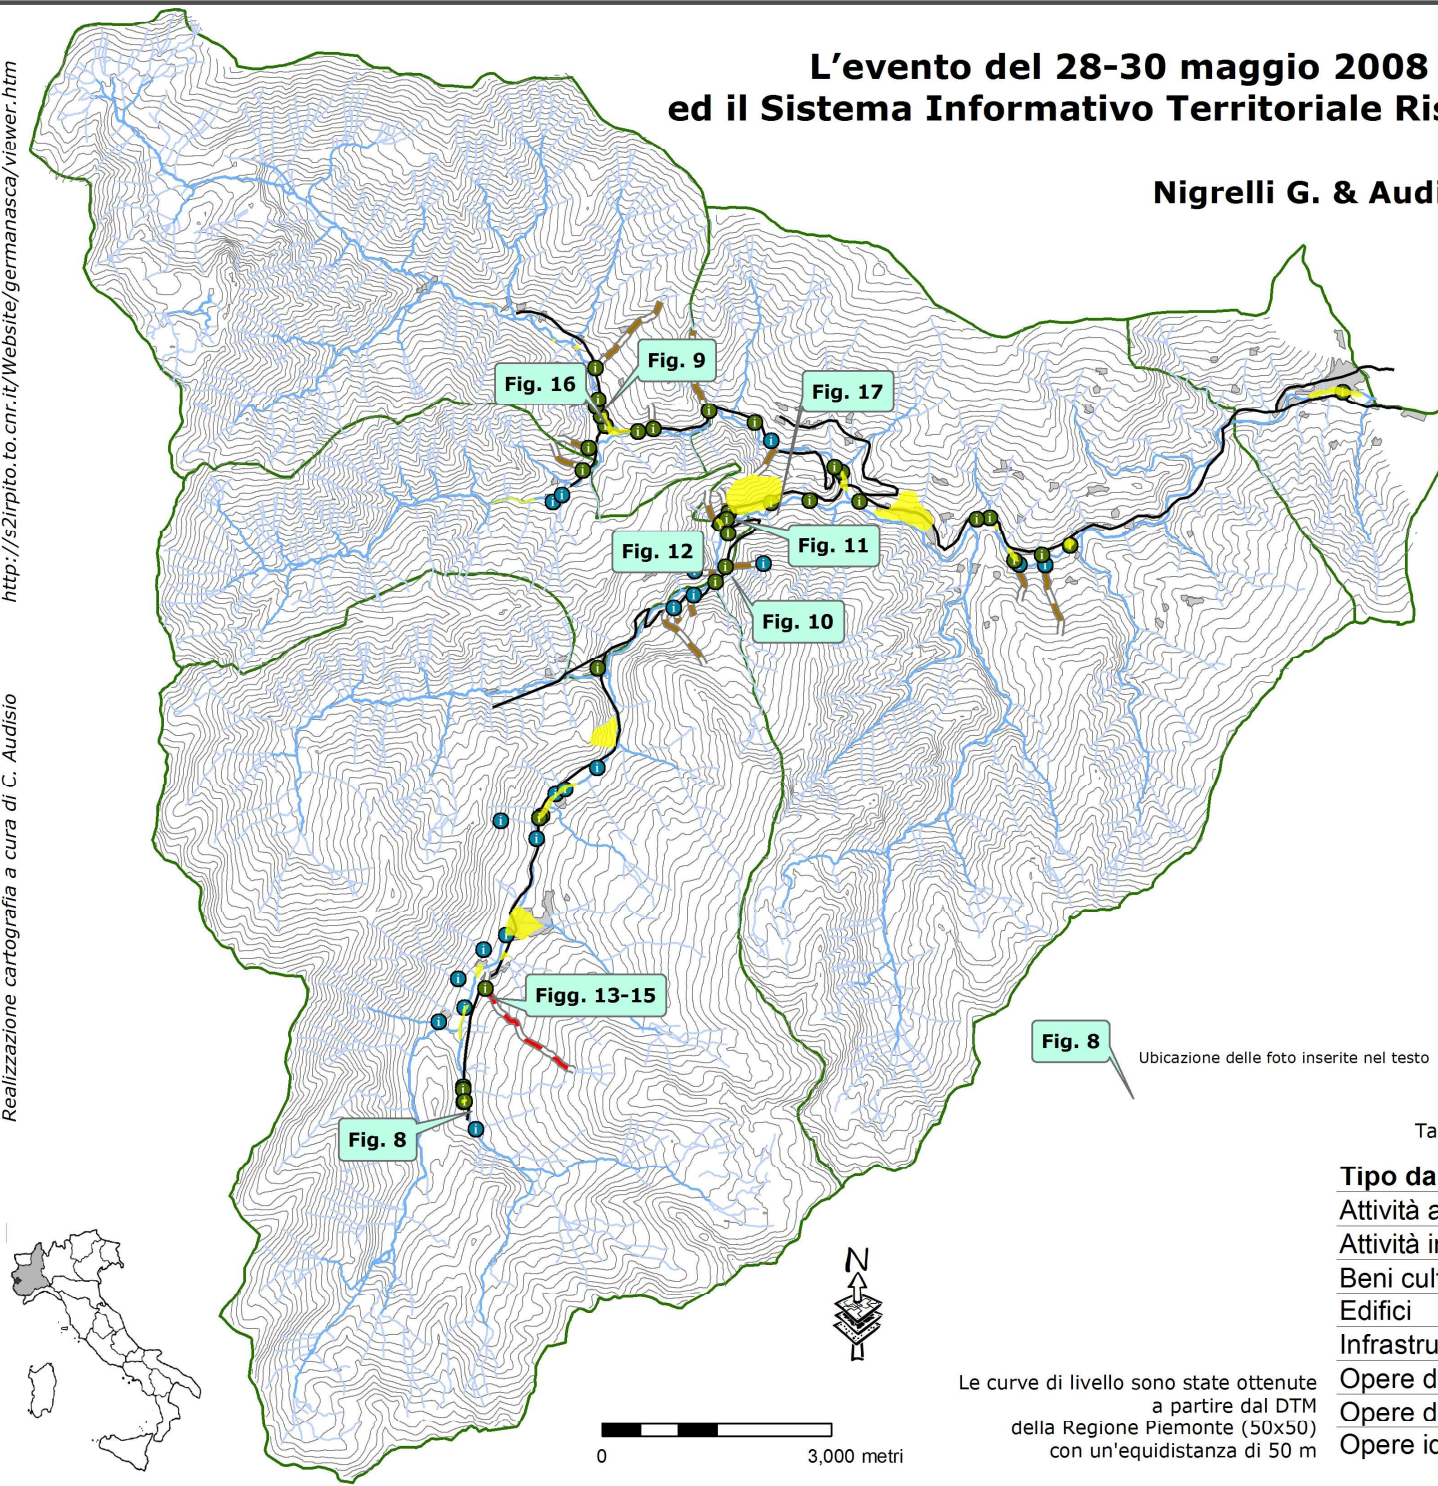 L'evento del 28-30 maggio 2008
ed il Sistema Informativo Territoriale Ris
Nigrelli G. & Audi
http://s2irpito.to.cnr.it/Website/germanasca/viewer.htm
Realizzazione cartografia a cura di C. Audisio
Fig. 9
Fig. 16
Fig. 17
Fig. 12
Fig. 11
Fig. 10
Figg. 13-15
Fig. 8
Fig. 8
Ubicazione delle foto inserite nel testo
Ta
Tipo da
Attività a
Attività i
Beni cul
Edifici
Infrastru
Opere d
Opere d
Opere id
N
Le curve di livello sono state ottenute
a partire dal DTM
della Regione Piemonte (50x50)
con un'equidistanza di 50 m
0
3,000 metri